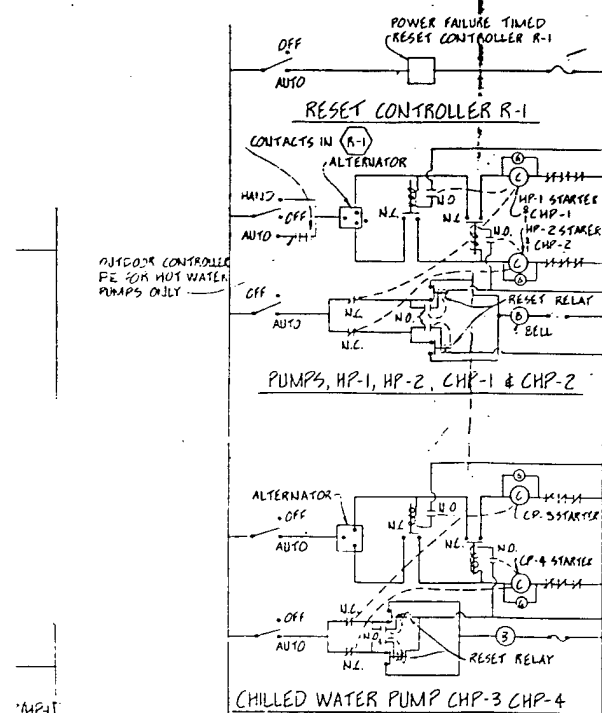 POWER FAILURE TIMED
RESET CONTROLLER R-1
OFF
AUTO
RESET CONTROLLER R-1
CONTACTS IN R-1
ALTERNATOR
HAND
OFF
AUTO
N.O.
N.C.
N.C.
N.O.
C
HP-1 STARTER
CHP-1
HP-2 STARTER
CHP-2
C
OUTDOOR CONTROLLER
FOR HOT WATER
PUMPS ONLY
OFF
AUTO
N.C.
N.O.
N.C.
RESET RELAY
B
BELL
PUMPS, HP-1, HP-2, CHP-1 & CHP-2
ALTERNATOR
OFF
AUTO
N.O.
N.C.
N.C.
N.O.
C
CP-3 STARTER
CP-4 STARTER
C
OFF
AUTO
N.C.
N.O.
N.C.
RESET RELAY
CHILLED WATER PUMP CHP-3 CHP-4